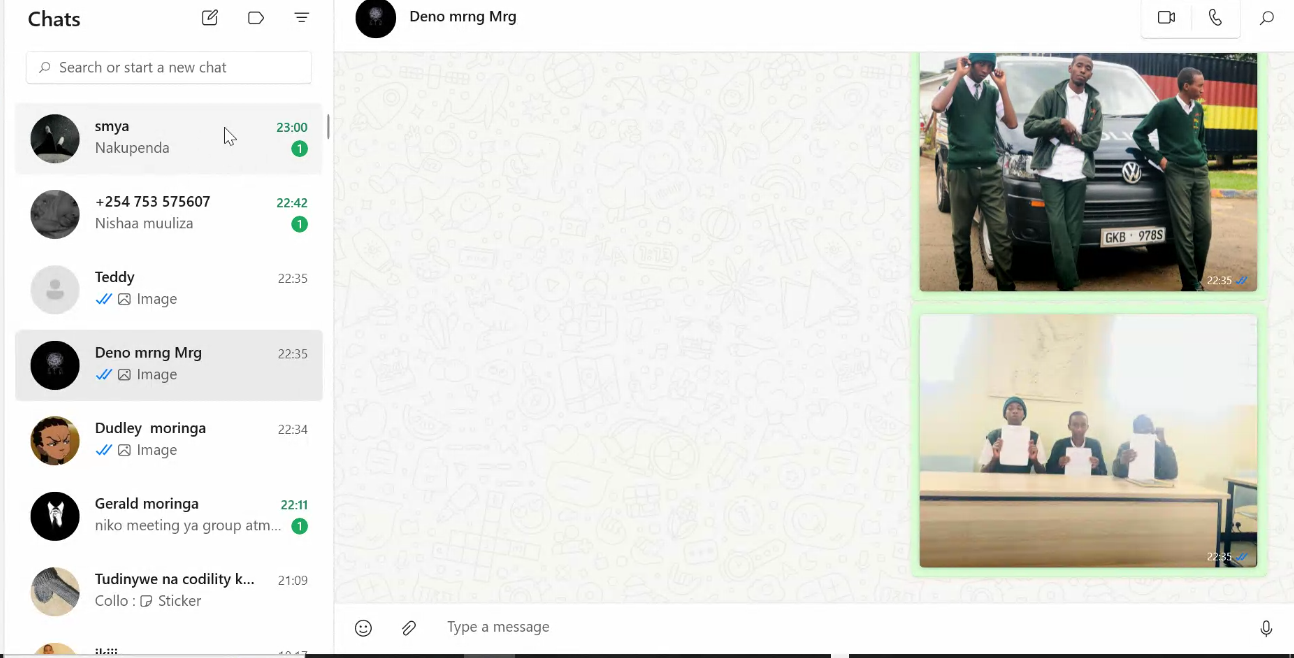 Chats
Search or start a new chat
smya
23:00
Nakupenda
1
+254 753 575607
22:42
Nishaa muuliza
1
Teddy
22:35
Image
Deno mrng Mrg
22:35
Image
Dudley moringa
22:34
Image
Gerald moringa
22:11
niko meeting ya group atm...
1
Tudinywe na codility k...
21:09
Collo : Sticker
Deno mrng Mrg
GKB 978S
22:35
22:35
Type a message